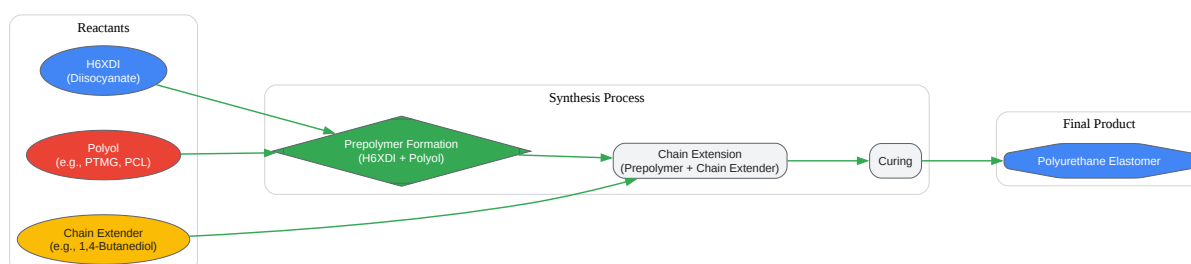 Reactants
H6XDI
(Diisocyanate)
Polyol
(e.g., PTMG, PCL)
Chain Extender
(e.g., 1,4-Butanediol)
Synthesis Process
Prepolymer Formation
(H6XDI + Polyol)
Chain Extension
(Prepolymer + Chain Extender)
Curing
Final Product
Polyurethane Elastomer